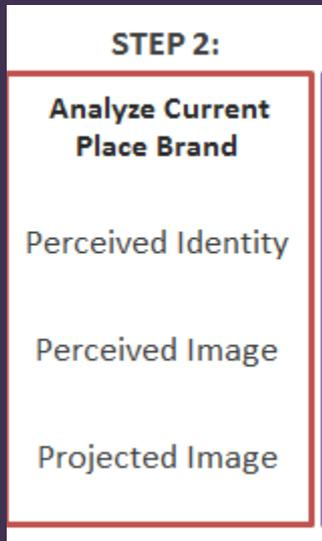 STEP 2:
Analyze Current
Place Brand
Perceived Identity
Perceived Image
Projected Image